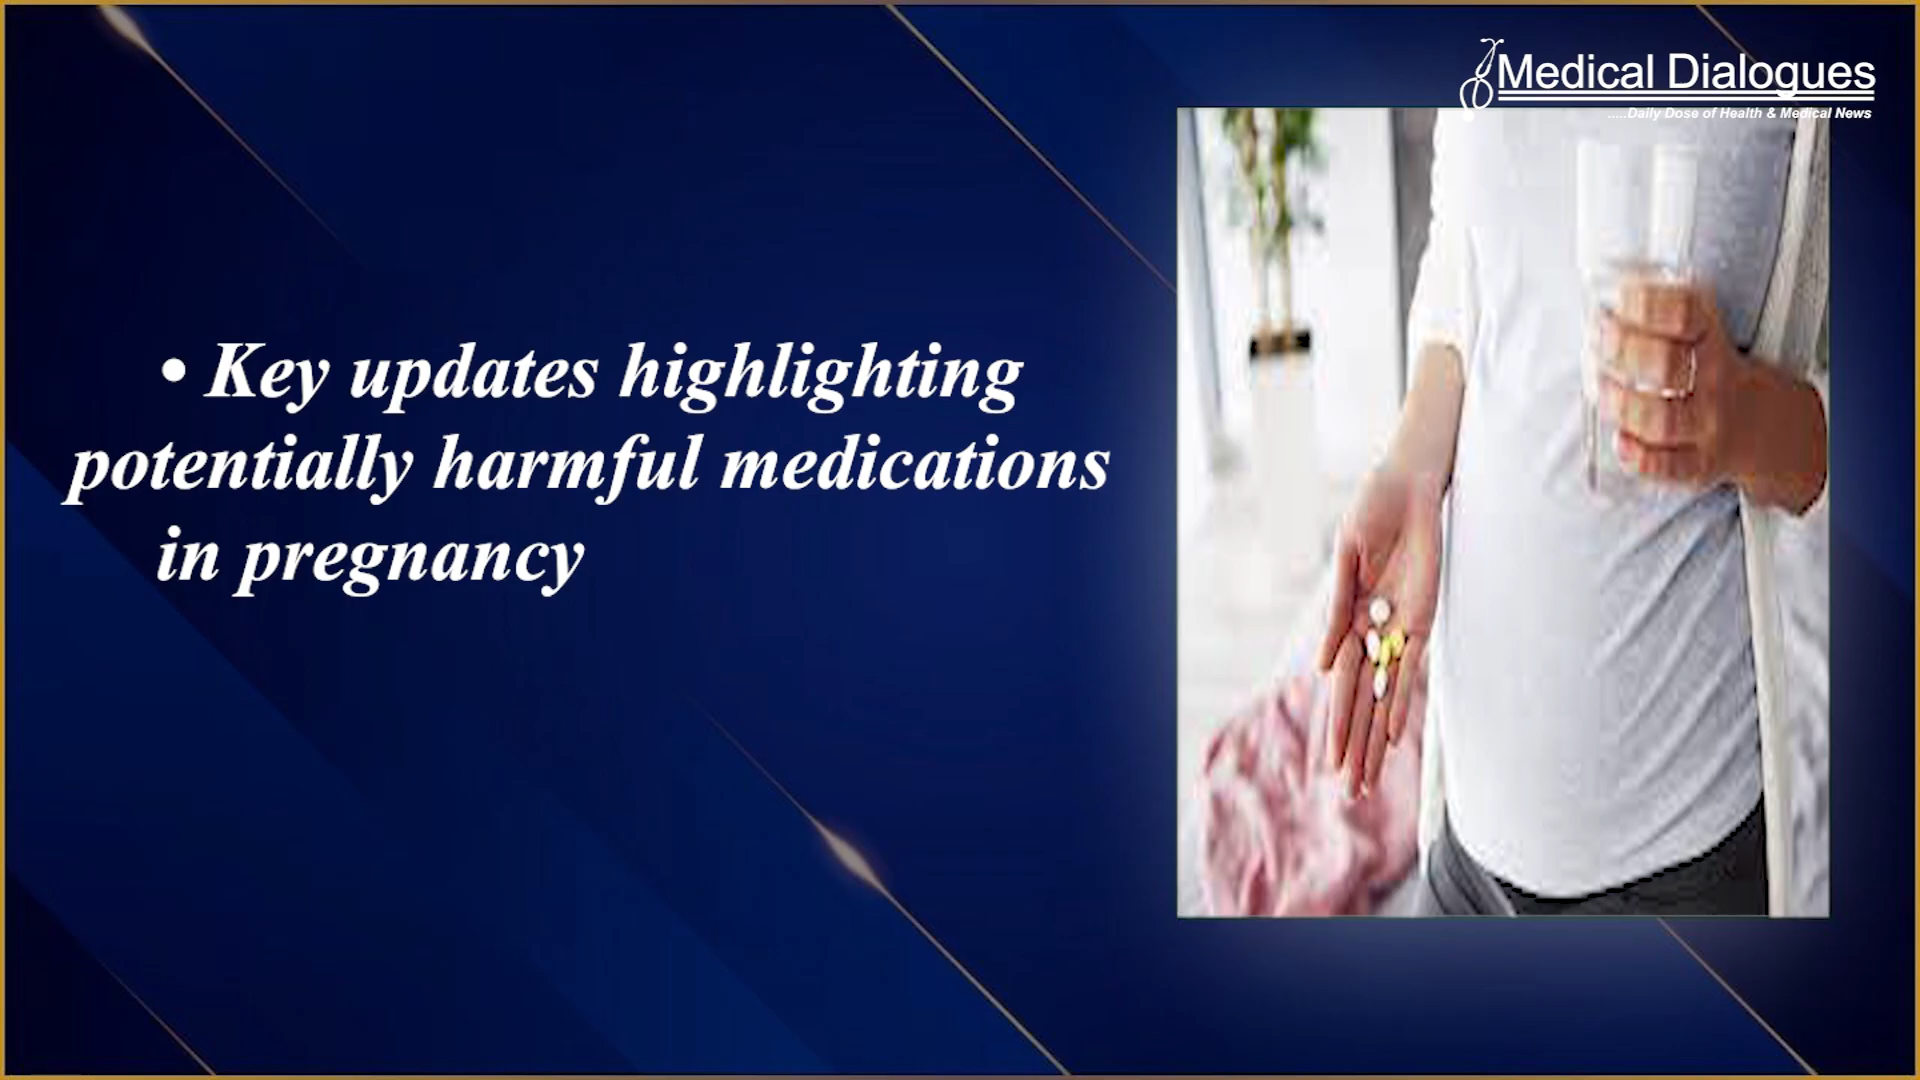 Medical Dialogues
.....Daily Dose of Health & Medical News
• Key updates highlighting
potentially harmful medications
in pregnancy